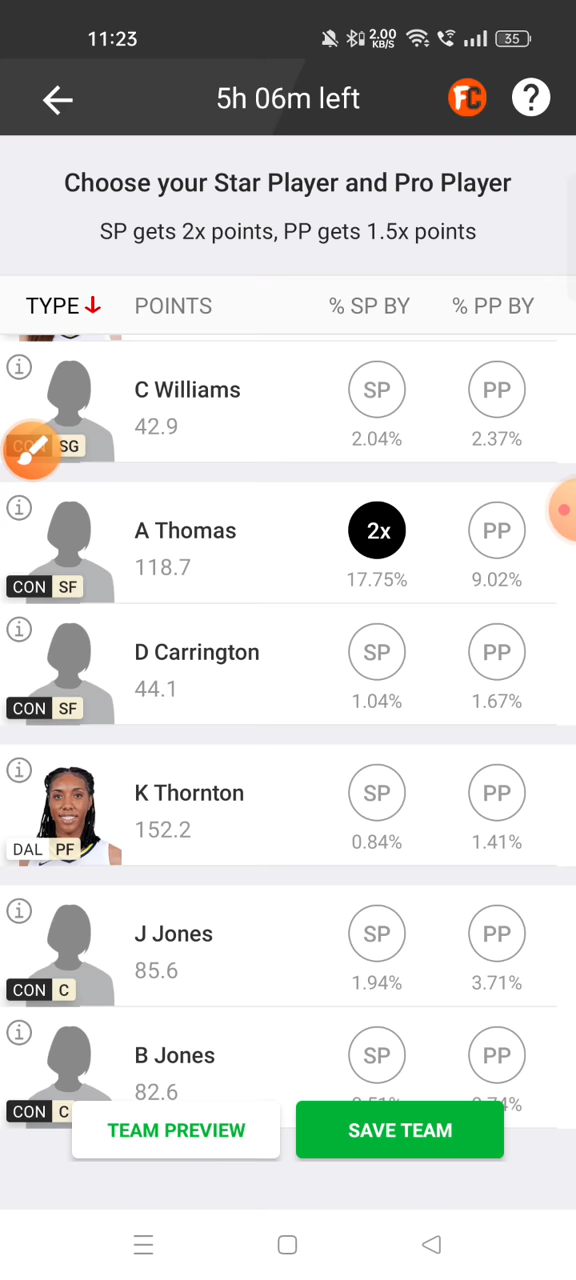 11:23
2.00
KB/S
35
5h 06m left
FC
?
Choose your Star Player and Pro Player
SP gets 2x points, PP gets 1.5x points
TYPE POINTS % SP BY % PP BY
C Williams
SP PP
42.9
2.04% 2.37%
SG
A Thomas
2x PP
118.7
17.75% 9.02%
CON SF
D Carrington
SP PP
44.1
1.04% 1.67%
CON SF
K Thornton
SP PP
152.2
0.84% 1.41%
DAL PF
J Jones
SP PP
85.6
1.94% 3.71%
CON C
B Jones
SP PP
82.6
CON C
TEAM PREVIEW SAVE TEAM